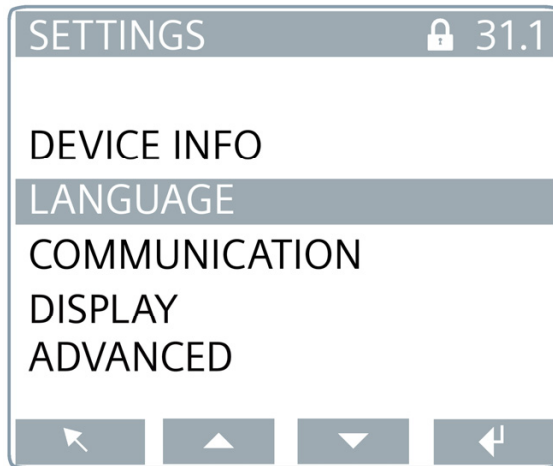 SETTINGS 31.1
DEVICE INFO
LANGUAGE
COMMUNICATION
DISPLAY
ADVANCED